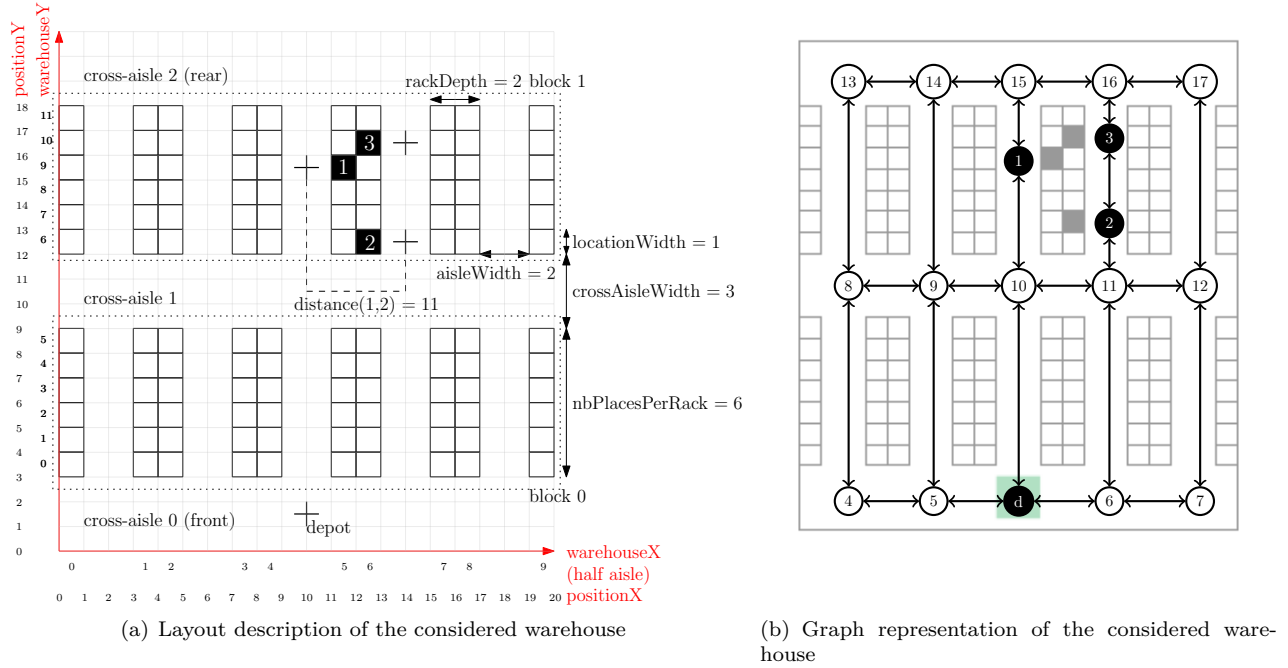 positionY
warehouseY
cross-aisle 2 (rear)
rackDepth = 2 block 1
18
11
17
10
16
9
15
8
14
7
13
6
12
11
10
9
5
8
4
7
3
6
2
5
1
4
0
3
2
1
0
3
1
2
locationWidth = 1
aisleWidth = 2
crossAisleWidth = 3
cross-aisle 1
distance(1,2) = 11
nbPlacesPerRack = 6
block 0
cross-aisle 0 (front)
depot
warehouseX
(half aisle)
positionX
0 1 2 3 4 5 6 7 8 9
0 1 2 3 4 5 6 7 8 9 10 11 12 13 14 15 16 17 18 19 20
(a) Layout description of the considered warehouse
13 14 15 16 17
3
1
2
8 9 10 11 12
4 5 d 6 7
(b) Graph representation of the considered ware-
house